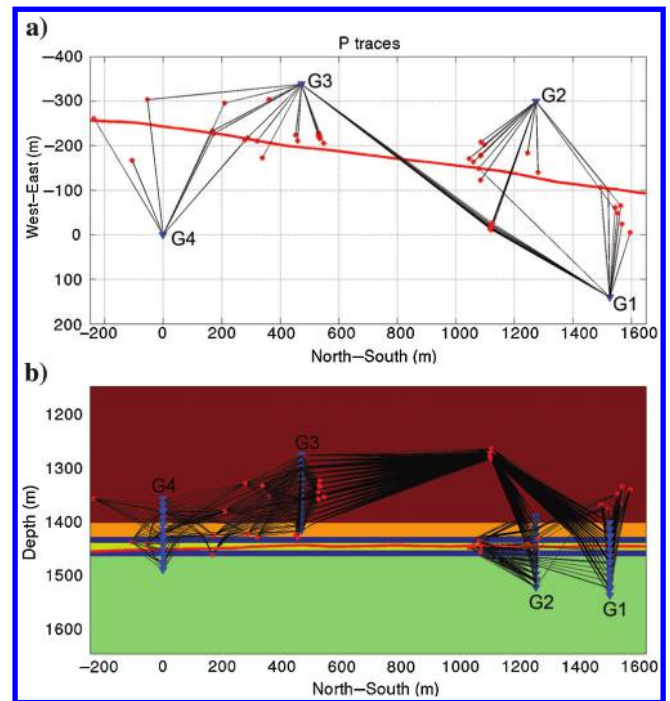 a)
P traces
−400
−300
−200
−100
0
100
200
West−East (m)
G3
G2
G4
G1
−200 0 200 400 600 800 1000 1200 1400 1600
North−South (m)
b)
1200
1300
1400
1500
1600
Depth (m)
G3
G4
G2
G1
−200 0 200 400 600 800 1000 1200 1400 1600
North−South (m)